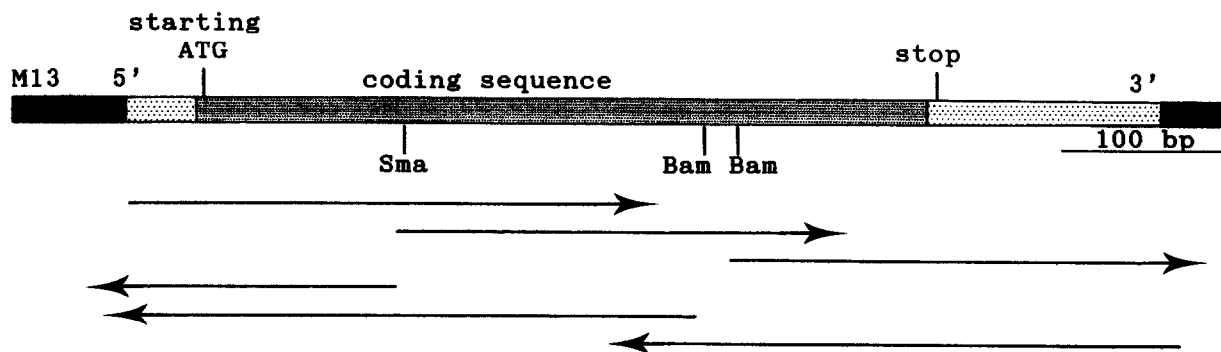 starting
ATG
stop
M13 5' coding sequence 3'
100 bp
Sma Bam Bam